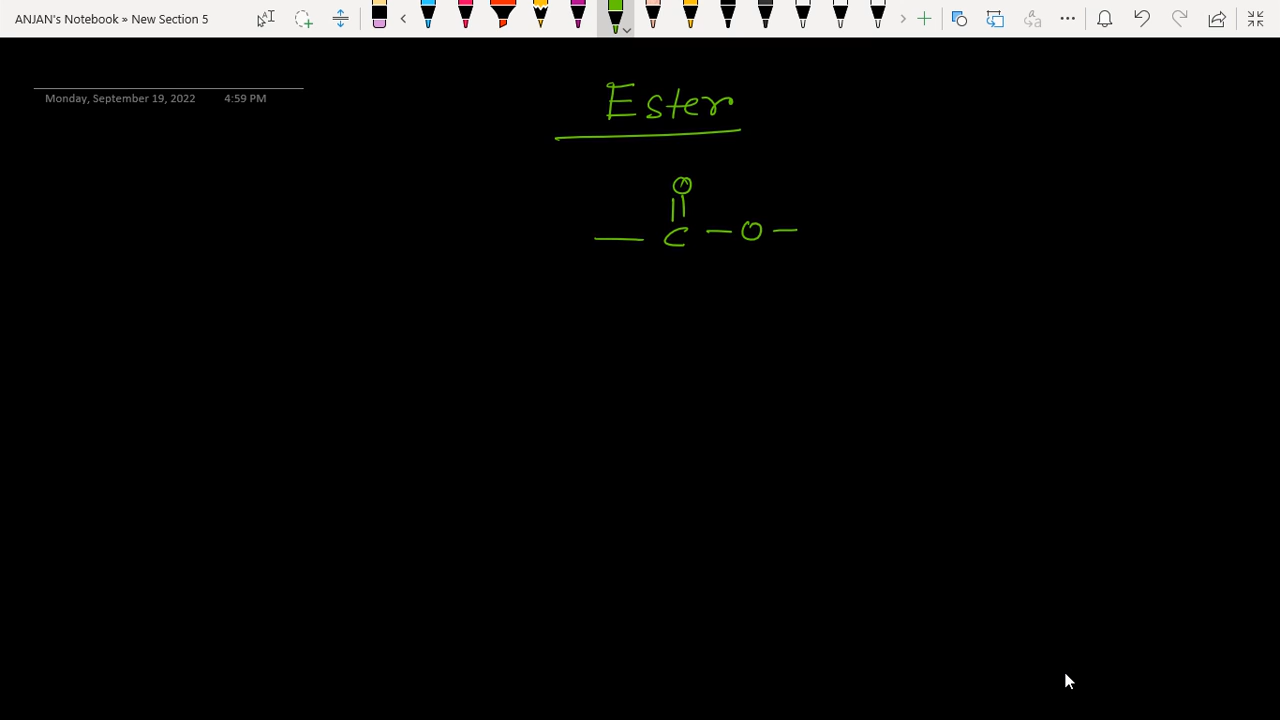 ANJAN's Notebook » New Section 5
Monday, September 19, 2022 4:59 PM
Ester
O
|| 
— C — O —